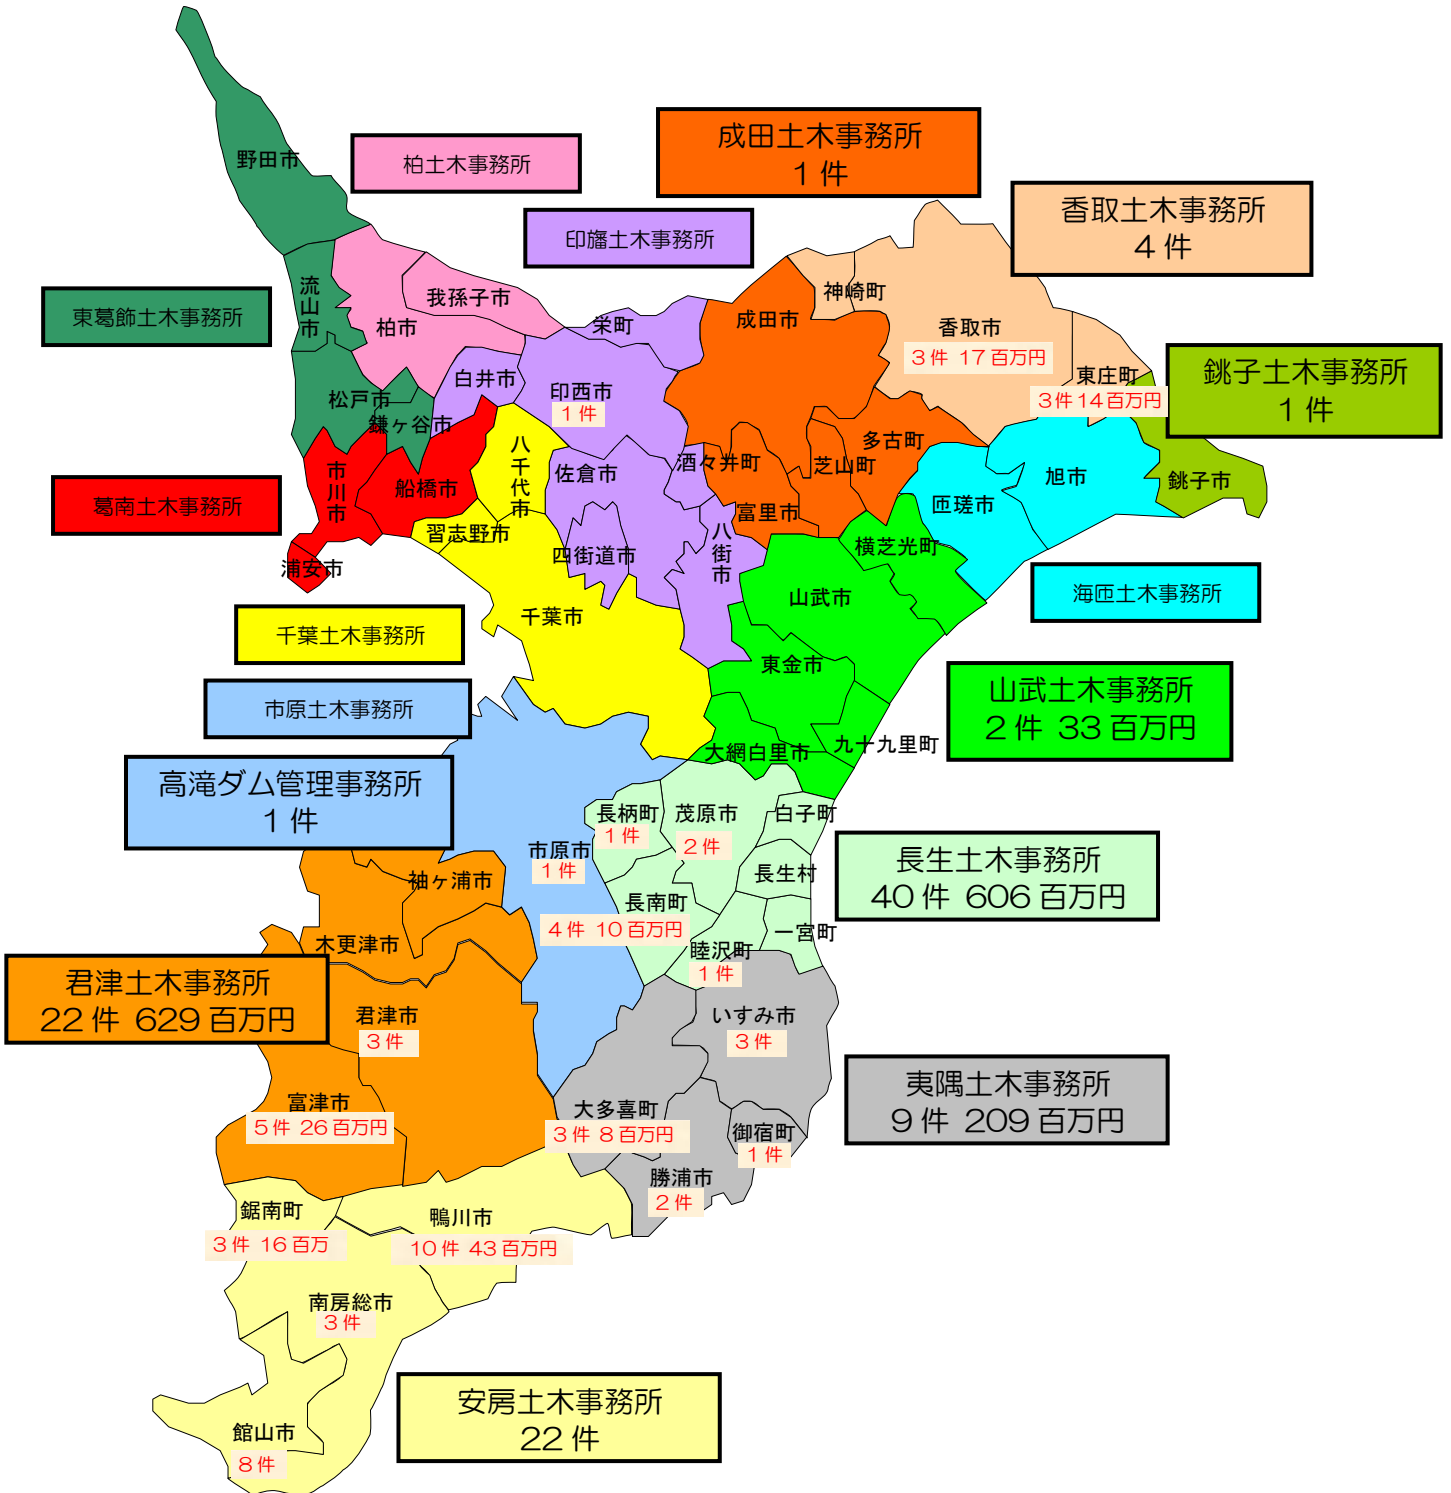 成田土木事務所
1 件
柏土木事務所
野田市
香取土木事務所
4 件
印旛土木事務所
流山市
東葛飾土木事務所
我孫子市
神崎町
柏市
栄町
成田市
香取市
3 件 17 百万円
東庄町
3件 14 百万円
銚子土木事務所
1 件
白井市
印西市
1 件
松戸市
鎌ヶ谷市
八千代市
多古町
酒々井町
芝山町
佐倉市
旭市
銚子市
市川市
船橋市
匝瑳市
葛南土木事務所
富里市
習志野市
八街市
横芝光町
四街道市
浦安市
海匝土木事務所
山武市
千葉市
千葉土木事務所
東金市
山武土木事務所
2 件 33 百万円
市原土木事務所
九十九里町
大網白里市
高滝ダム管理事務所
1 件
長柄町
1 件
茂原市
2 件
白子町
市原市
1 件
長生土木事務所
40 件 606 百万円
長生村
袖ヶ浦市
長南町
4 件 10 百万円
一宮町
木更津市
睦沢町
1 件
君津土木事務所
22 件 629 百万円
君津市
3 件
いすみ市
3 件
夷隅土木事務所
9 件 209 百万円
富津市
5 件 26 百万円
大多喜町
3 件 8 百万円
御宿町
1 件
勝浦市
2 件
鋸南町
3 件 16 百万
鴨川市
10 件 43 百万円
南房総市
3 件
安房土木事務所
22 件
館山市
8 件